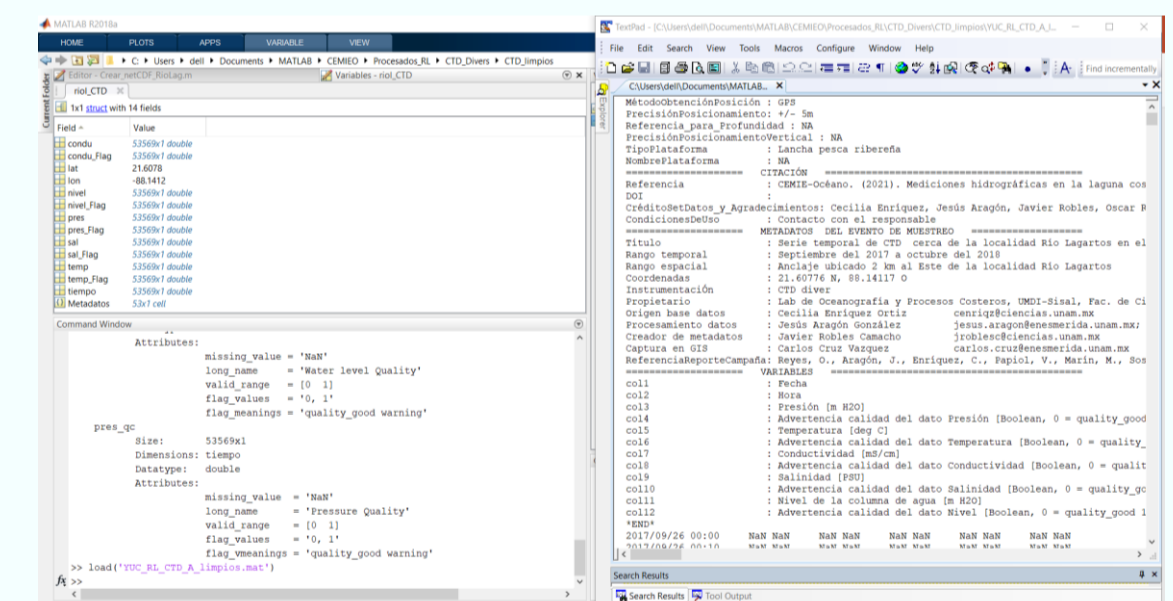 MATLAB R2018a
HOME PLOTS APPS VARIABLE VIEW
C: ▸ Users ▸ dell ▸ Documents ▸ MATLAB ▸ CEMIEO ▸ Procesados_RL ▸ CTD_Divers ▸ CTD_limpios
Current Folder
Editor - Crear_netCDF_RioLag.m
Variables - riol_CTD
riol_CTD
1x1 struct with 14 fields
Field Value
condu 53569x1 double
condu_Flag 53569x1 double
lat 21.6078
lon -88.1412
nivel 53569x1 double
nivel_Flag 53569x1 double
pres 53569x1 double
pres_Flag 53569x1 double
sal 53569x1 double
sal_Flag 53569x1 double
temp 53569x1 double
temp_Flag 53569x1 double
tiempo 53569x1 double
Metadatos 53x1 cell
Command Window
Attributes:
missing_value = 'NaN'
long_name = 'Water level Quality'
valid_range = [0 1]
flag_values = '0, 1'
flag_meanings = 'quality_good warning'
pres_qc
Size: 53569x1
Dimensions: tiempo
Datatype: double
Attributes:
missing_value = 'NaN'
long_name = 'Pressure Quality'
valid_range = [0 1]
flag_values = '0, 1'
flag_vmeanings = 'quality_good warning'
>> load('YUC_RL_CTD_A_limpios.mat')
fx >>
TextPad - [C:\Users\dell\Documents\MATLAB\CEMIEO\Procesados_RL\CTD_Divers\CTD_limpios\YUC_RL_CTD_A_l...
File Edit Search View Tools Macros Configure Window Help
Find incrementally
C:\Users\dell\Documents\MATLAB...
Explorer
MétodoObtenciónPosición : GPS
PrecisiónPosicionamiento: +/- 5m
Referencia_para_Profundidad : NA
PrecisiónPosicionamientoVertical : NA
TipoPlataforma : Lancha pesca ribereña
NombrePlataforma : NA
==================== CITACIÓN ====================
Referencia : CEMIE-Océano. (2021). Mediciones hidrográficas en la laguna cos
DOI :
CréditoSetDatos_y_Agradecimientos: Cecilia Enríquez, Jesús Aragón, Javier Robles, Oscar R
CondicionesDeUso : Contacto con el responsable
==================== METADATOS DEL EVENTO DE MUESTREO ====================
Título : Serie temporal de CTD cerca de la localidad Río Lagartos en el
Rango temporal : Septiembre del 2017 a octubre del 2018
Rango espacial : Anclaje ubicado 2 km al Este de la localidad Río Lagartos
Coordenadas : 21.60776 N, 88.14117 O
Instrumentación : CTD diver
Propietario : Lab de Oceanografía y Procesos Costeros, UMDI-Sisal, Fac. de Ci
Origen base datos : Cecilia Enríquez Ortiz cenriqz@ciencias.unam.mx
Procesamiento datos : Jesús Aragón González jesus.aragon@enesmerida.unam.mx;
Creador de metadatos : Javier Robles Camacho jroblesc@ciencias.unam.mx
Captura en GIS : Carlos Cruz Vazquez carlos.cruz@enesmerida.unam.mx
ReferenciaReporteCampaña: Reyes, O., Aragón, J., Enríquez, C., Papiol, V., Marín, M., Sos
==================== VARIABLES ====================
col1 : Fecha
col2 : Hora
col3 : Presión [m H2O]
col4 : Advertencia calidad del dato Presión [Boolean, 0 = quality_good
col5 : Temperatura [deg C]
col6 : Advertencia calidad del dato Temperatura [Boolean, 0 = quality_
col7 : Conductividad [mS/cm]
col8 : Advertencia calidad del dato Conductividad [Boolean, 0 = qualit
col9 : Salinidad [PSU]
col10 : Advertencia calidad del dato Salinidad [Boolean, 0 = quality_go
col11 : Nivel de la columna de agua [m H2O]
col12 : Advertencia calidad del dato Nivel [Boolean, 0 = quality_good 1
*END*
2017/09/26 00:00 NaN NaN NaN NaN NaN NaN NaN NaN NaN NaN
2017/09/26 00:10 NaN NaN NaN NaN NaN NaN NaN NaN NaN NaN
Search Results
Search Results Tool Output